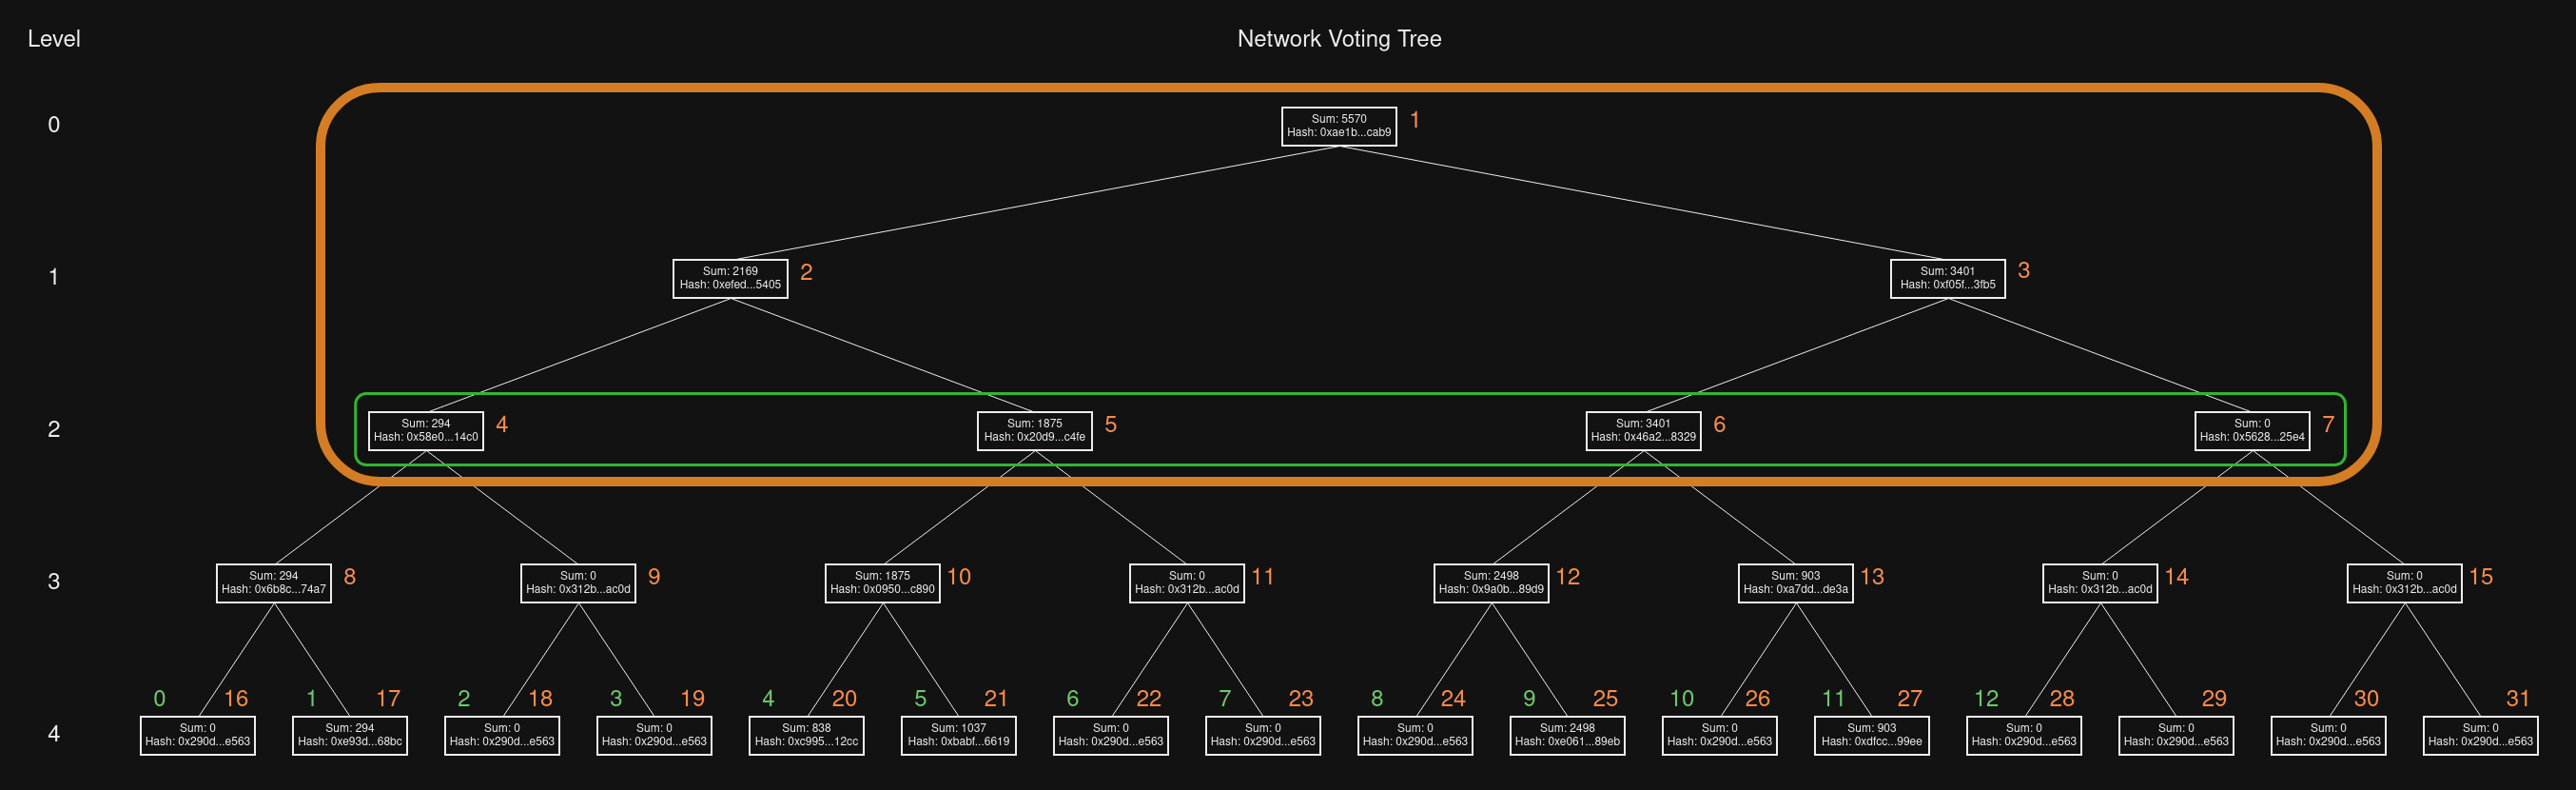 Level
Network Voting Tree
0
Sum: 5570
Hash: 0xae1b...cab9
1
1
Sum: 2169
Hash: 0xefed...5405
2
Sum: 3401
Hash: 0xf05f...3fb5
3
2
Sum: 294
Hash: 0x58e0...14c0
4
Sum: 1875
Hash: 0x20d9...c4fe
5
Sum: 3401
Hash: 0x46a2...8329
6
Sum: 0
Hash: 0x5628...25e4
7
3
Sum: 294
Hash: 0x6b8c...74a7
8
Sum: 0
Hash: 0x312b...ac0d
9
Sum: 1875
Hash: 0x0950...c890
10
Sum: 0
Hash: 0x312b...ac0d
11
Sum: 2498
Hash: 0x9a0b...89d9
12
Sum: 903
Hash: 0xa7dd...de3a
13
Sum: 0
Hash: 0x312b...ac0d
14
Sum: 0
Hash: 0x312b...ac0d
15
4
0 16
Sum: 0
Hash: 0x290d...e563
1 17
Sum: 294
Hash: 0xe93d...68bc
2 18
Sum: 0
Hash: 0x290d...e563
3 19
Sum: 0
Hash: 0x290d...e563
4 20
Sum: 838
Hash: 0xc995...12cc
5 21
Sum: 1037
Hash: 0xbabf...6619
6 22
Sum: 0
Hash: 0x290d...e563
7 23
Sum: 0
Hash: 0x290d...e563
8 24
Sum: 0
Hash: 0x290d...e563
9 25
Sum: 2498
Hash: 0xe061...89eb
10 26
Sum: 0
Hash: 0x290d...e563
11 27
Sum: 903
Hash: 0xdfcc...99ee
12 28
Sum: 0
Hash: 0x290d...e563
29
Sum: 0
Hash: 0x290d...e563
30
Sum: 0
Hash: 0x290d...e563
31
Sum: 0
Hash: 0x290d...e563